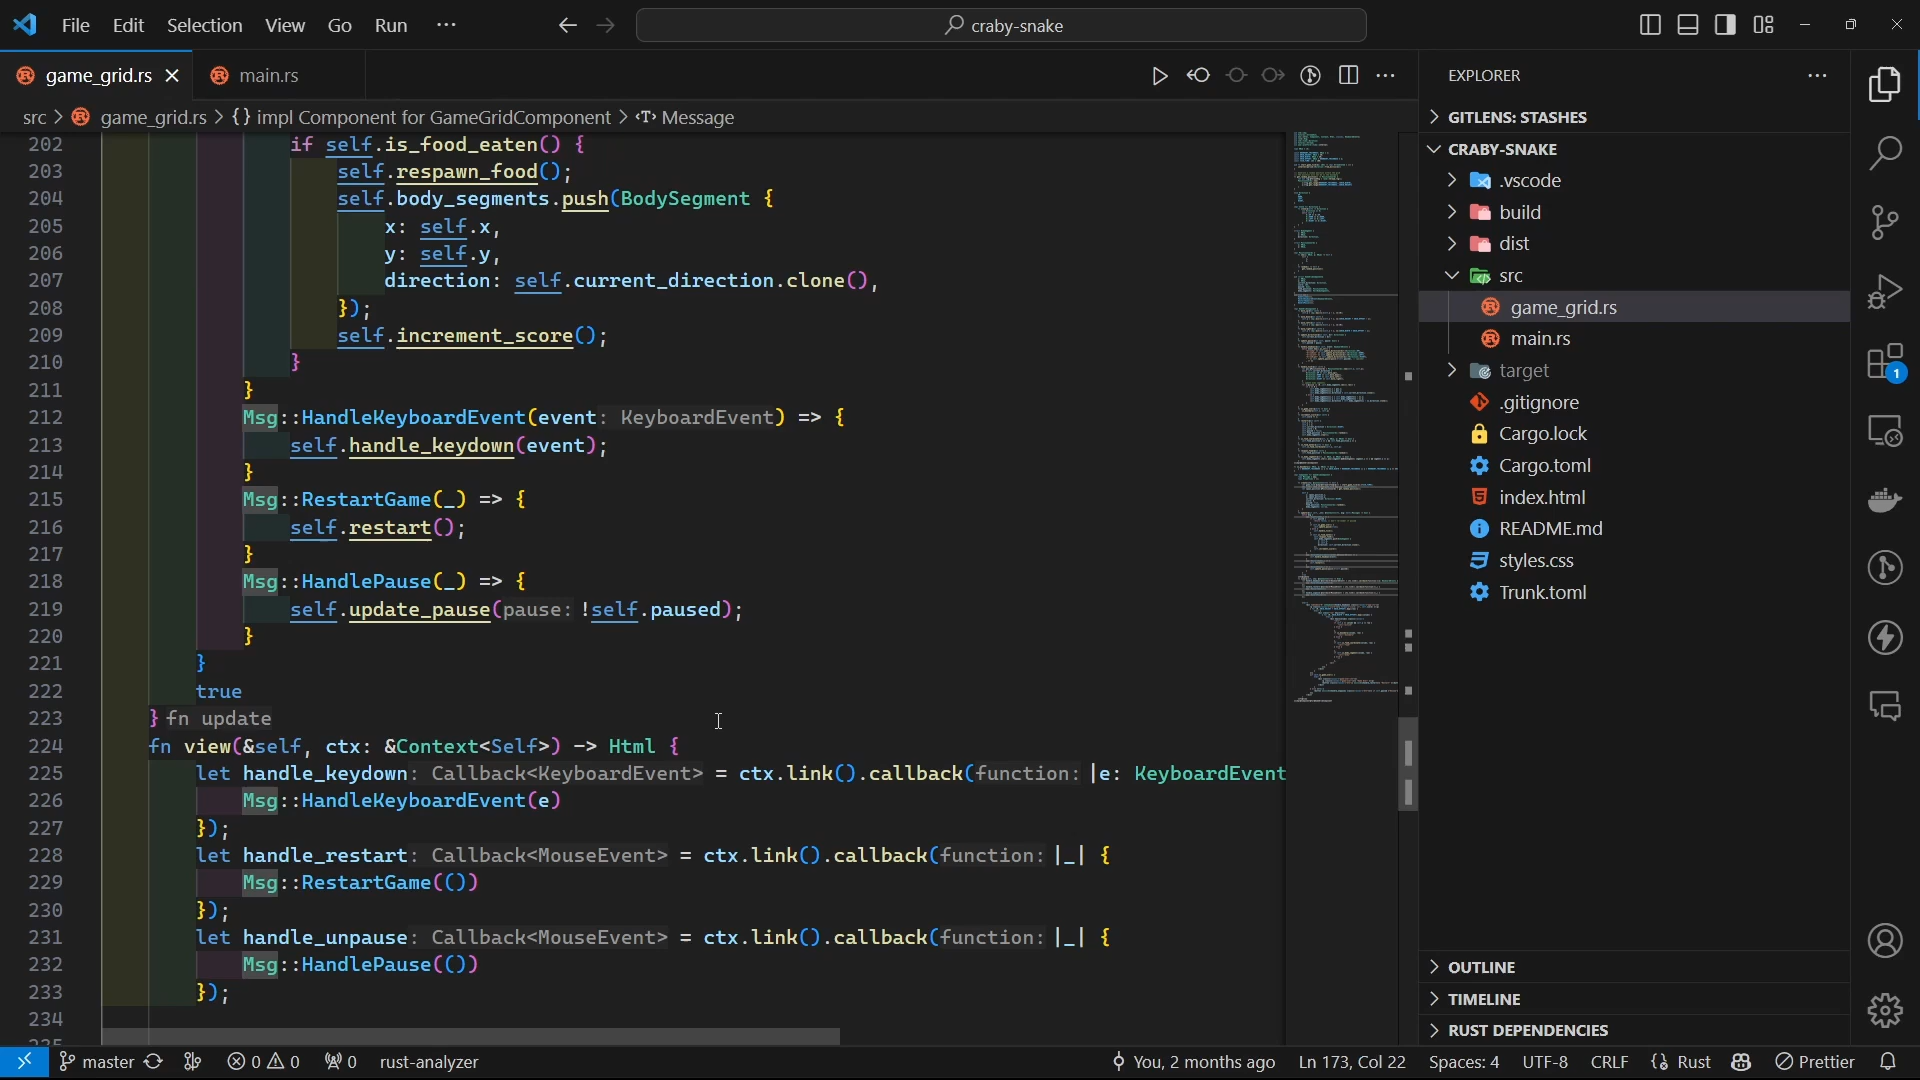 File Edit Selection View Go Run ···
craby-snake
game_grid.rs main.rs
src > game_grid.rs > {} impl Component for GameGridComponent > Message
202 if self.is_food_eaten() {
203 self.respawn_food();
204 self.body_segments.push(BodySegment {
205 x: self.x,
206 y: self.y,
207 direction: self.current_direction.clone(),
208 });
209 self.increment_score();
210 }
211 }
212 Msg::HandleKeyboardEvent(event: KeyboardEvent) => {
213 self.handle_keydown(event);
214 }
215 Msg::RestartGame(_) => {
216 self.restart();
217 }
218 Msg::HandlePause(_) => {
219 self.update_pause(pause: !self.paused);
220 }
221 }
222 true
223 } fn update
224 fn view(&self, ctx: &Context<Self>) -> Html {
225 let handle_keydown: Callback<KeyboardEvent> = ctx.link().callback(function: |e: KeyboardEvent
226 Msg::HandleKeyboardEvent(e)
227 });
228 let handle_restart: Callback<MouseEvent> = ctx.link().callback(function: |_| {
229 Msg::RestartGame(())
230 });
231 let handle_unpause: Callback<MouseEvent> = ctx.link().callback(function: |_| {
232 Msg::HandlePause(())
233 });
234
EXPLORER
GITLENS: STASHES
CRABY-SNAKE
.vscode
build
dist
src
game_grid.rs
main.rs
target
.gitignore
Cargo.lock
Cargo.toml
index.html
README.md
styles.css
Trunk.toml
OUTLINE
TIMELINE
RUST DEPENDENCIES
1
master 0 0 0 rust-analyzer You, 2 months ago Ln 173, Col 22 Spaces: 4 UTF-8 CRLF {} Rust Prettier